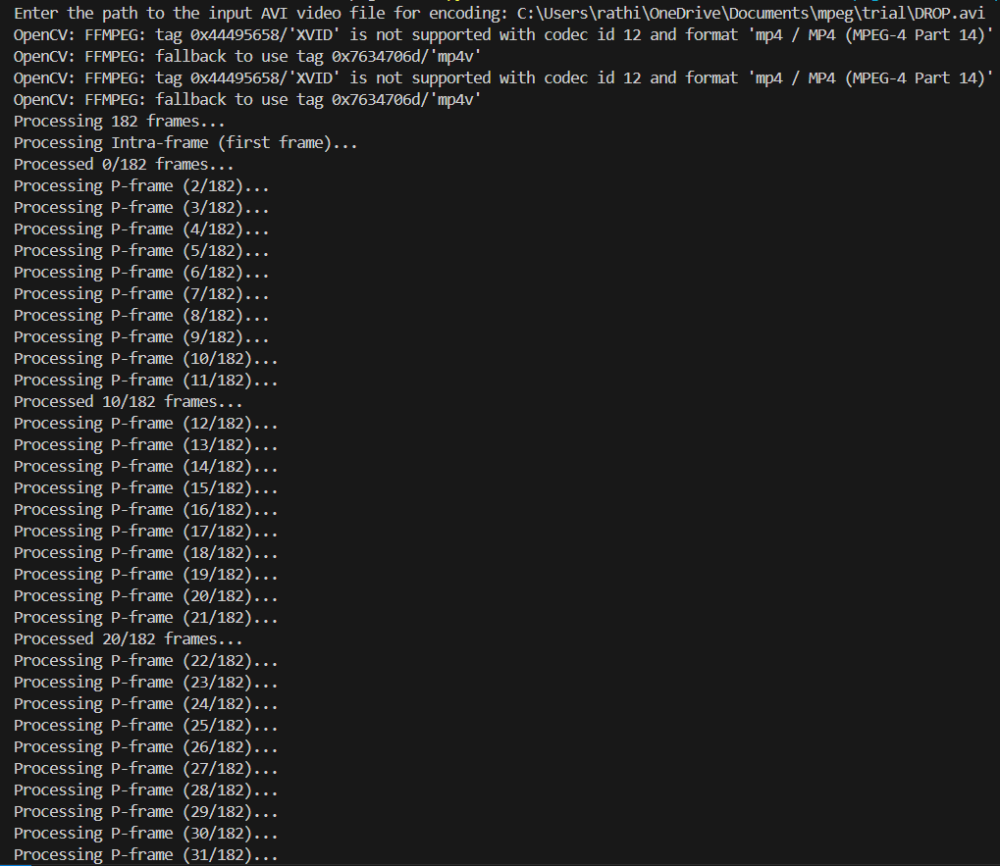 Enter the path to the input AVI video file for encoding: C:\Users\rathi\OneDrive\Documents\mpeg\trial\DROP.avi
OpenCV: FFMPEG: tag 0x44495658/'XVID' is not supported with codec id 12 and format 'mp4 / MP4 (MPEG-4 Part 14)'
OpenCV: FFMPEG: fallback to use tag 0x7634706d/'mp4v'
OpenCV: FFMPEG: tag 0x44495658/'XVID' is not supported with codec id 12 and format 'mp4 / MP4 (MPEG-4 Part 14)'
OpenCV: FFMPEG: fallback to use tag 0x7634706d/'mp4v'
Processing 182 frames...
Processing Intra-frame (first frame)...
Processed 0/182 frames...
Processing P-frame (2/182)...
Processing P-frame (3/182)...
Processing P-frame (4/182)...
Processing P-frame (5/182)...
Processing P-frame (6/182)...
Processing P-frame (7/182)...
Processing P-frame (8/182)...
Processing P-frame (9/182)...
Processing P-frame (10/182)...
Processing P-frame (11/182)...
Processed 10/182 frames...
Processing P-frame (12/182)...
Processing P-frame (13/182)...
Processing P-frame (14/182)...
Processing P-frame (15/182)...
Processing P-frame (16/182)...
Processing P-frame (17/182)...
Processing P-frame (18/182)...
Processing P-frame (19/182)...
Processing P-frame (20/182)...
Processing P-frame (21/182)...
Processed 20/182 frames...
Processing P-frame (22/182)...
Processing P-frame (23/182)...
Processing P-frame (24/182)...
Processing P-frame (25/182)...
Processing P-frame (26/182)...
Processing P-frame (27/182)...
Processing P-frame (28/182)...
Processing P-frame (29/182)...
Processing P-frame (30/182)...
Processing P-frame (31/182)...